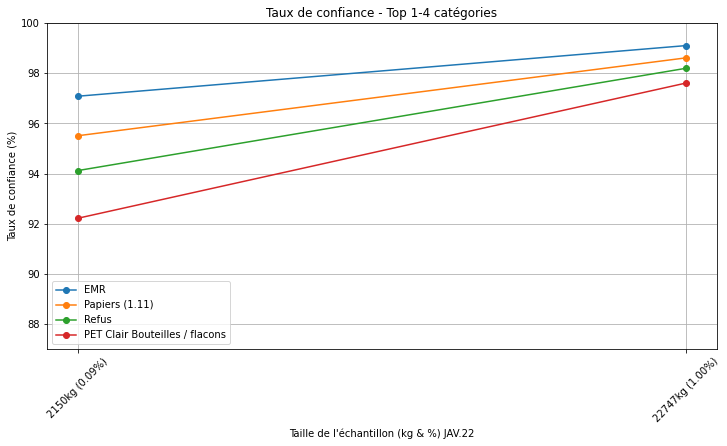 Taux de confiance - Top 1-4 catégories
Taux de confiance (%)
100
98
96
94
92
90
88
EMR
Papiers (1.11)
Refus
PET Clair Bouteilles / flacons
2150kg (0.09%)
22747kg (1.00%)
Taille de l'échantillon (kg & %) JAV.22